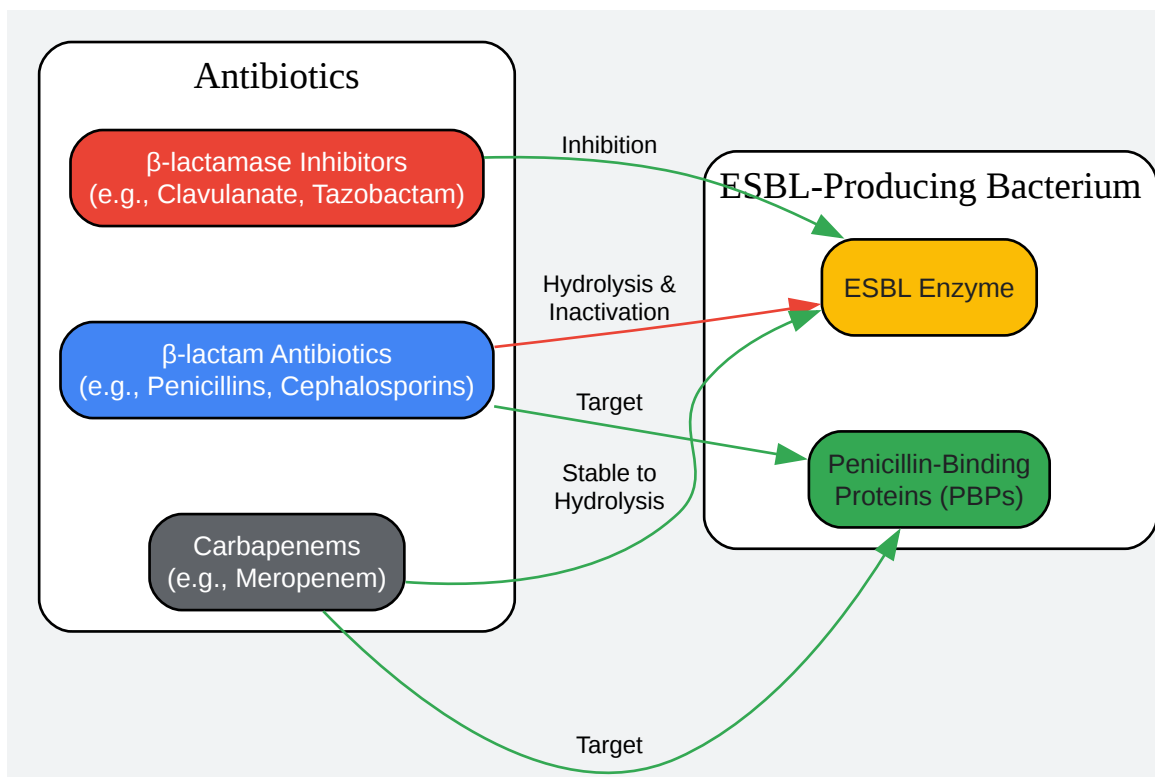 Antibiotics
β-lactamase Inhibitors
(e.g., Clavulanate, Tazobactam)
Inhibition
ESBL-Producing Bacterium
ESBL Enzyme
Hydrolysis &
Inactivation
β-lactam Antibiotics
(e.g., Penicillins, Cephalosporins)
Target
Penicillin-Binding
Proteins (PBPs)
Stable to
Hydrolysis
Carbapenems
(e.g., Meropenem)
Target